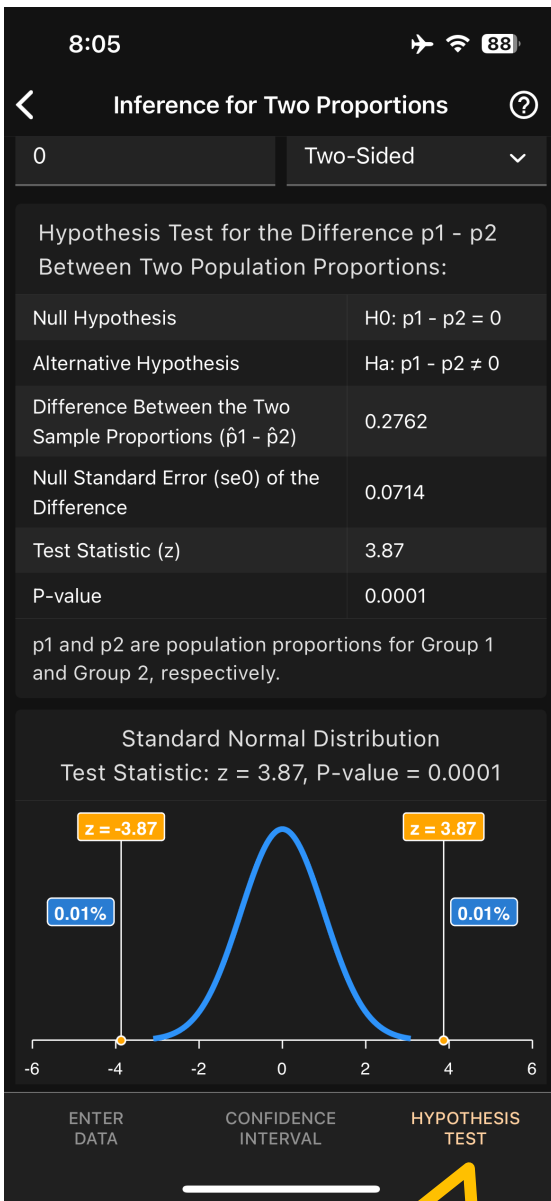 8:05
88
Inference for Two Proportions
?
0
Two-Sided
Hypothesis Test for the Difference p1 - p2
Between Two Population Proportions:
Null Hypothesis
H0: p1 - p2 = 0
Alternative Hypothesis
Ha: p1 - p2 ≠ 0
Difference Between the Two
Sample Proportions (p̂1 - p̂2)
0.2762
Null Standard Error (se0) of the
Difference
0.0714
Test Statistic (z)
3.87
P-value
0.0001
p1 and p2 are population proportions for Group 1
and Group 2, respectively.
Standard Normal Distribution
Test Statistic: z = 3.87, P-value = 0.0001
z = -3.87
z = 3.87
0.01%
0.01%
-6 -4 -2 0 2 4 6
ENTER
DATA
CONFIDENCE
INTERVAL
HYPOTHESIS
TEST